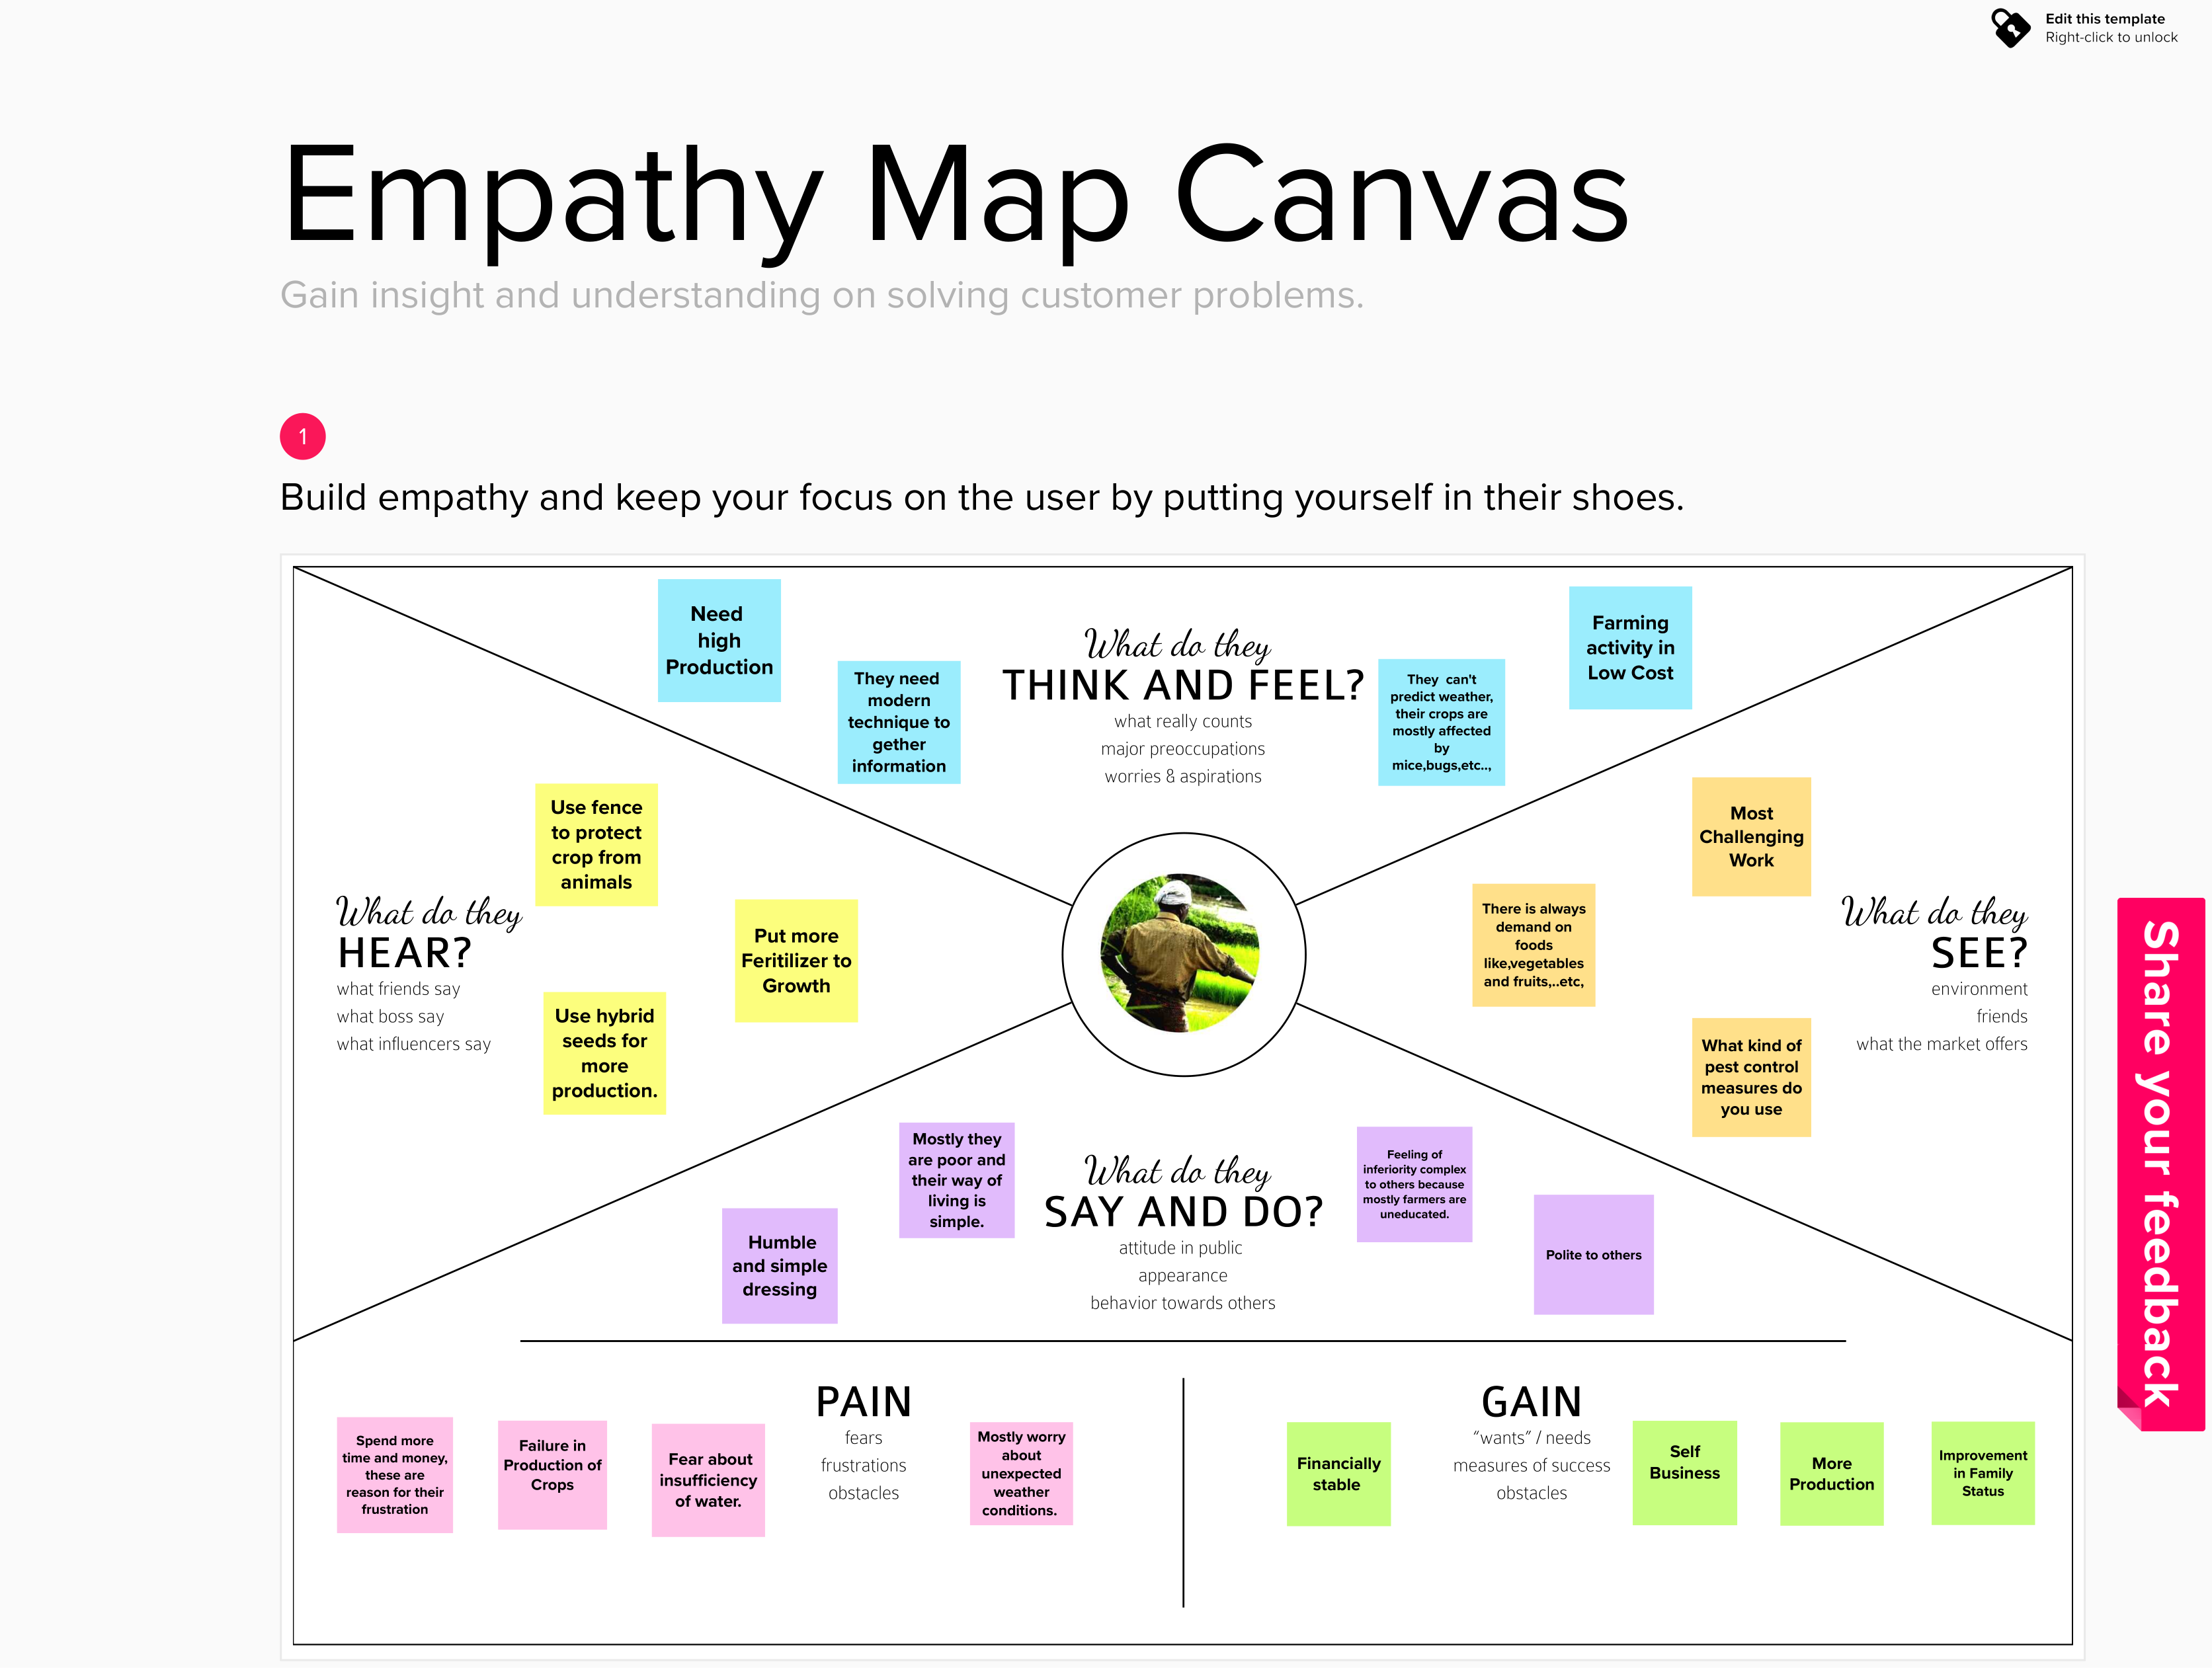 Edit this template
Right-click to unlock
Empathy Map Canvas
Gain insight and understanding on solving customer problems.
1
Build empathy and keep your focus on the user by putting yourself in their shoes.
Need
high
Production
They need
modern
technique to
gether
information
What do they
THINK AND FEEL?
what really counts
major preoccupations
worries & aspirations
They can't
predict weather,
their crops are
mostly affected
by
mice,bugs,etc..,
Farming
activity in
Low Cost
What do they
HEAR?
what friends say
what boss say
what influencers say
Use fence
to protect
crop from
animals
Put more
Feritilizer to
Growth
Use hybrid
seeds for
more
production.
There is always
demand on
foods
like,vegetables
and fruits,..etc,
Most
Challenging
Work
What kind of
pest control
measures do
you use
What do they
SEE?
environment
friends
what the market offers
Humble
and simple
dressing
Mostly they
are poor and
their way of
living is
simple.
What do they
SAY AND DO?
attitude in public
appearance
behavior towards others
Feeling of
inferiority complex
to others because
mostly farmers are
uneducated.
Polite to others
Spend more
time and money,
these are
reason for their
frustration
Failure in
Production of
Crops
Fear about
insufficiency
of water.
PAIN
fears
frustrations
obstacles
Mostly worry
about
unexpected
weather
conditions.
Financially
stable
GAIN
“wants” / needs
measures of success
obstacles
Self
Business
More
Production
Improvement
in Family
Status
Share your feedback